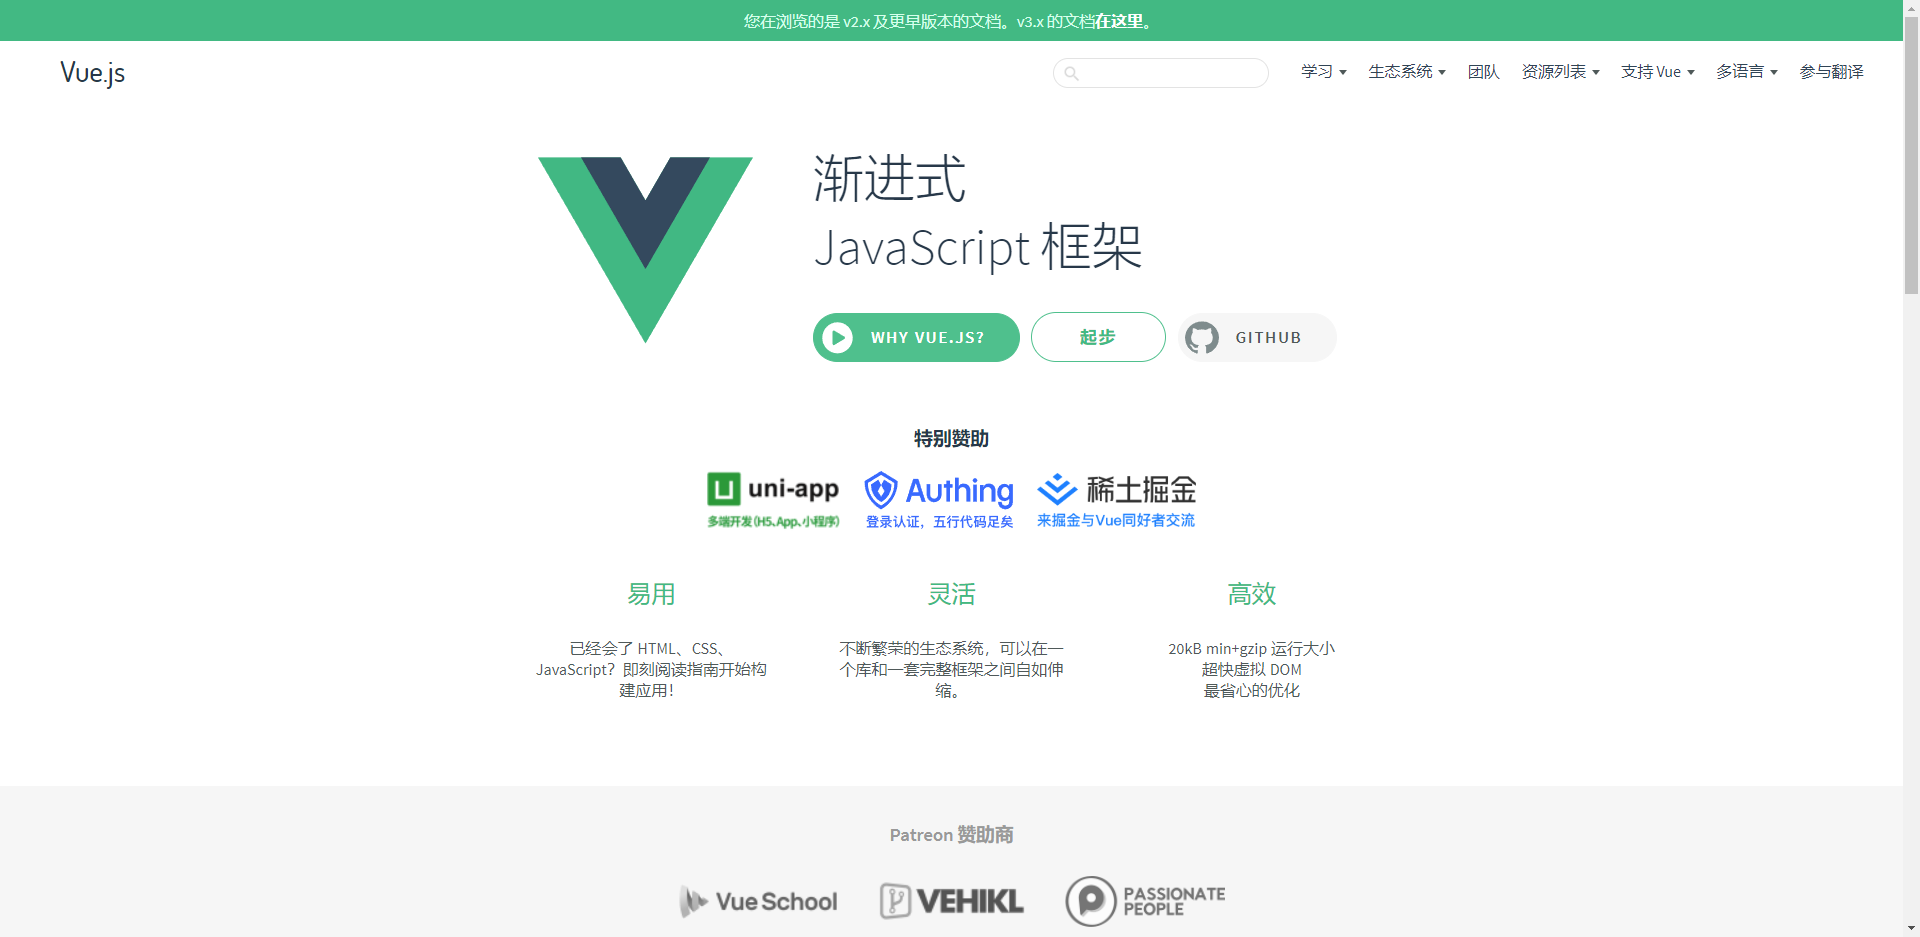 您在浏览的是 v2.x 及更早版本的文档。v3.x 的文档在这里。
Vue.js
学习 生态系统 团队 资源列表 支持 Vue 多语言 参与翻译
渐进式
JavaScript 框架
WHY VUE.JS? 起步 GITHUB
特别赞助
uni-app
多端开发(H5、App、小程序)
Authing
登录认证，五行代码足矣
稀土掘金
来掘金与Vue同好者交流
易用
已经会了 HTML、CSS、
JavaScript？即刻阅读指南开始构
建应用！
灵活
不断繁荣的生态系统，可以在一
个库和一套完整框架之间自如伸
缩。
高效
20kB min+gzip 运行大小
超快虚拟 DOM
最省心的优化
Patreon 赞助商
Vue School
VEHIKL
PASSIONATE
PEOPLE